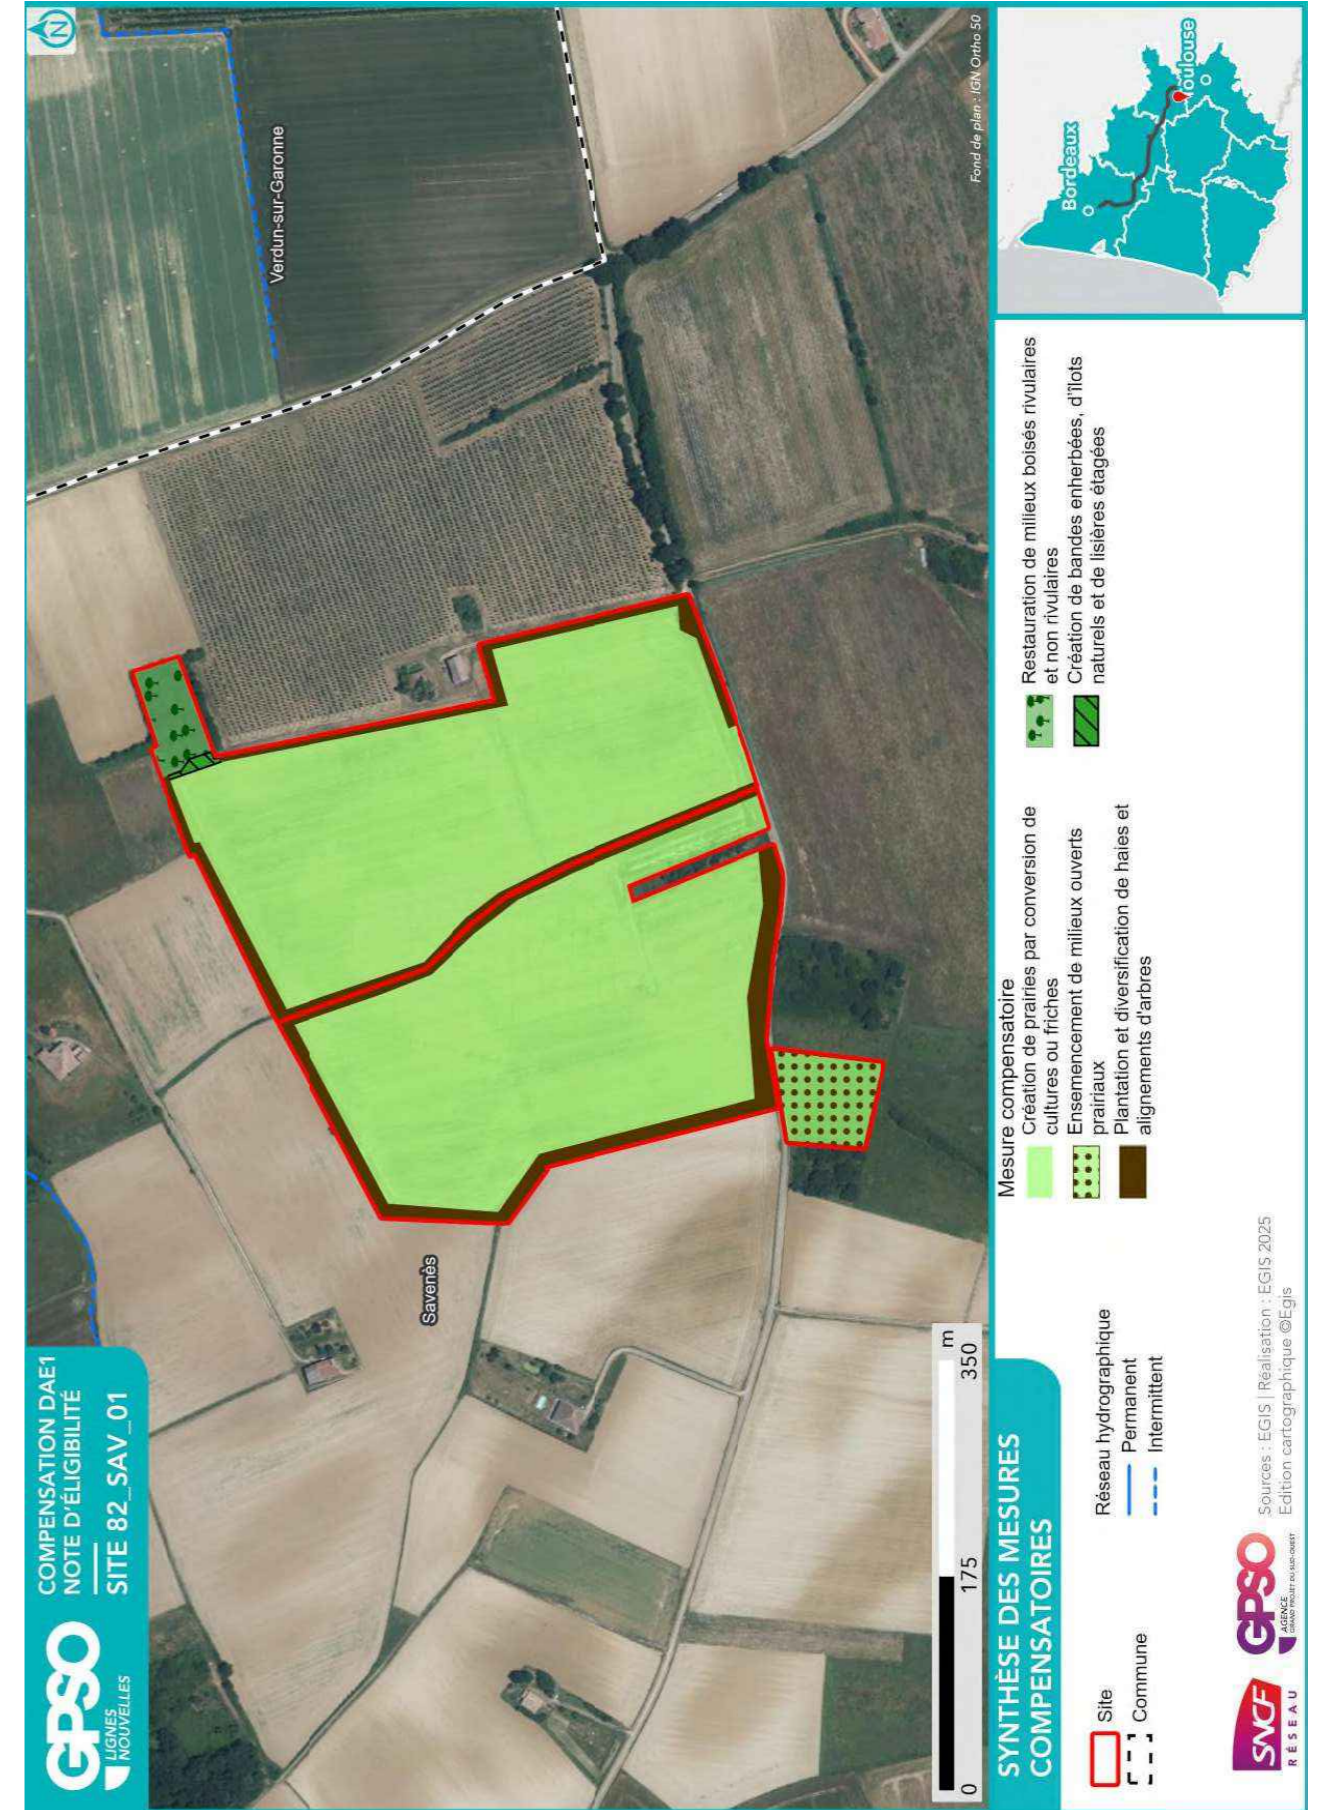 GPSO
LIGNES
NOUVELLES
COMPENSATION DAE1
NOTE D'ÉLIGIBILITÉ
SITE 82_SAV_01
N
Verdun-sur-Garonne
Savenès
0 175 350 m
Fond de plan : IGN Ortho 50
SYNTHÈSE DES MESURES
COMPENSATOIRES
Site
Commune
Réseau hydrographique
Permanent
Intermittent
Mesure compensatoire
Création de prairies par conversion de
cultures ou friches
Ensemencement de milieux ouverts
prairiaux
Plantation et diversification de haies et
alignements d'arbres
Restauration de milieux boisés rivulaires
et non rivulaires
Création de bandes enherbées, d'îlots
naturels et de lisières étagées
Bordeaux
Toulouse
SNCF
RÉSEAU
GPSO
AGENCE
GRAND PROJET DU SUD-OUEST
Sources : EGIS | Réalisation : EGIS 2025
Edition cartographique ©Egis